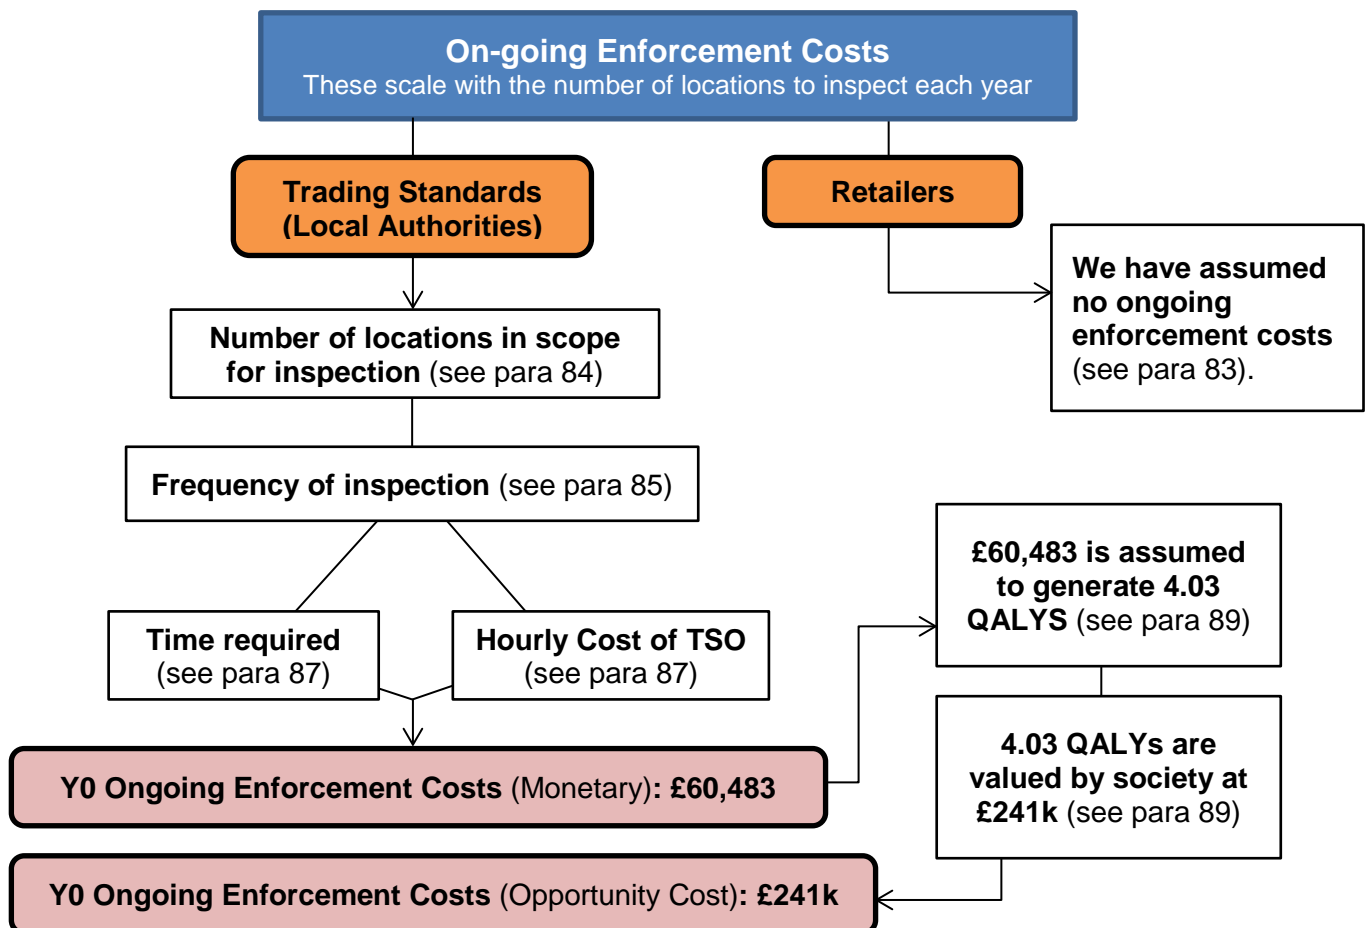 On-going Enforcement Costs
These scale with the number of locations to inspect each year
Trading Standards
(Local Authorities)
Retailers
We have assumed
no ongoing
enforcement costs
(see para 83).
Number of locations in scope
for inspection (see para 84)
Frequency of inspection (see para 85)
Time required
(see para 87)
Hourly Cost of TSO
(see para 87)
£60,483 is assumed
to generate 4.03
QALYS (see para 89)
4.03 QALYs are
valued by society at
£241k (see para 89)
Y0 Ongoing Enforcement Costs (Monetary): £60,483
Y0 Ongoing Enforcement Costs (Opportunity Cost): £241k